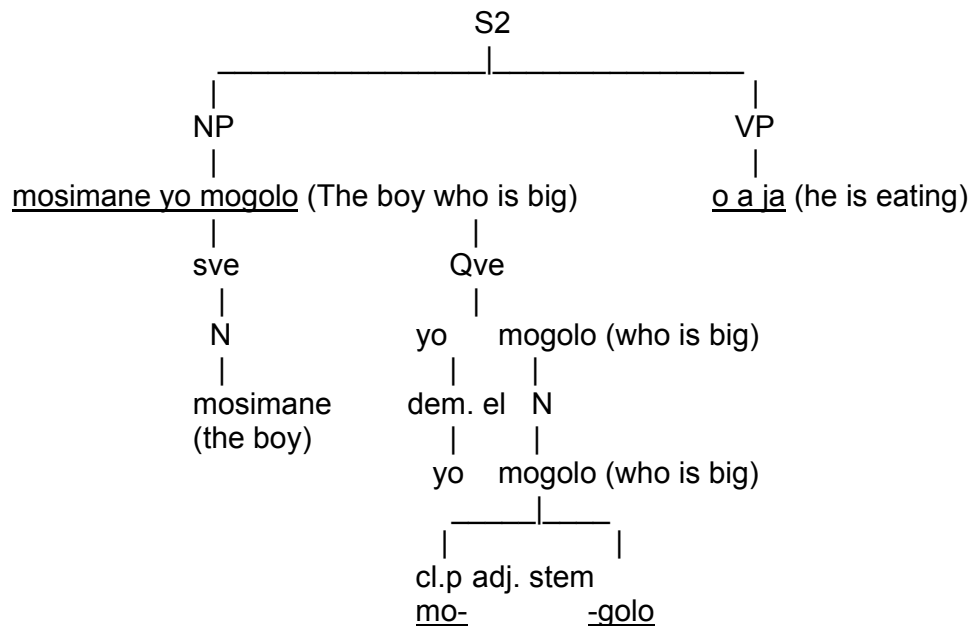 S2
NP VP
mosimane yo mogolo (The boy who is big) o a ja (he is eating)
sve Qve
N yo mogolo (who is big)
mosimane dem. el N
(the boy)
yo mogolo (who is big)
cl.p adj. stem
mo- -golo